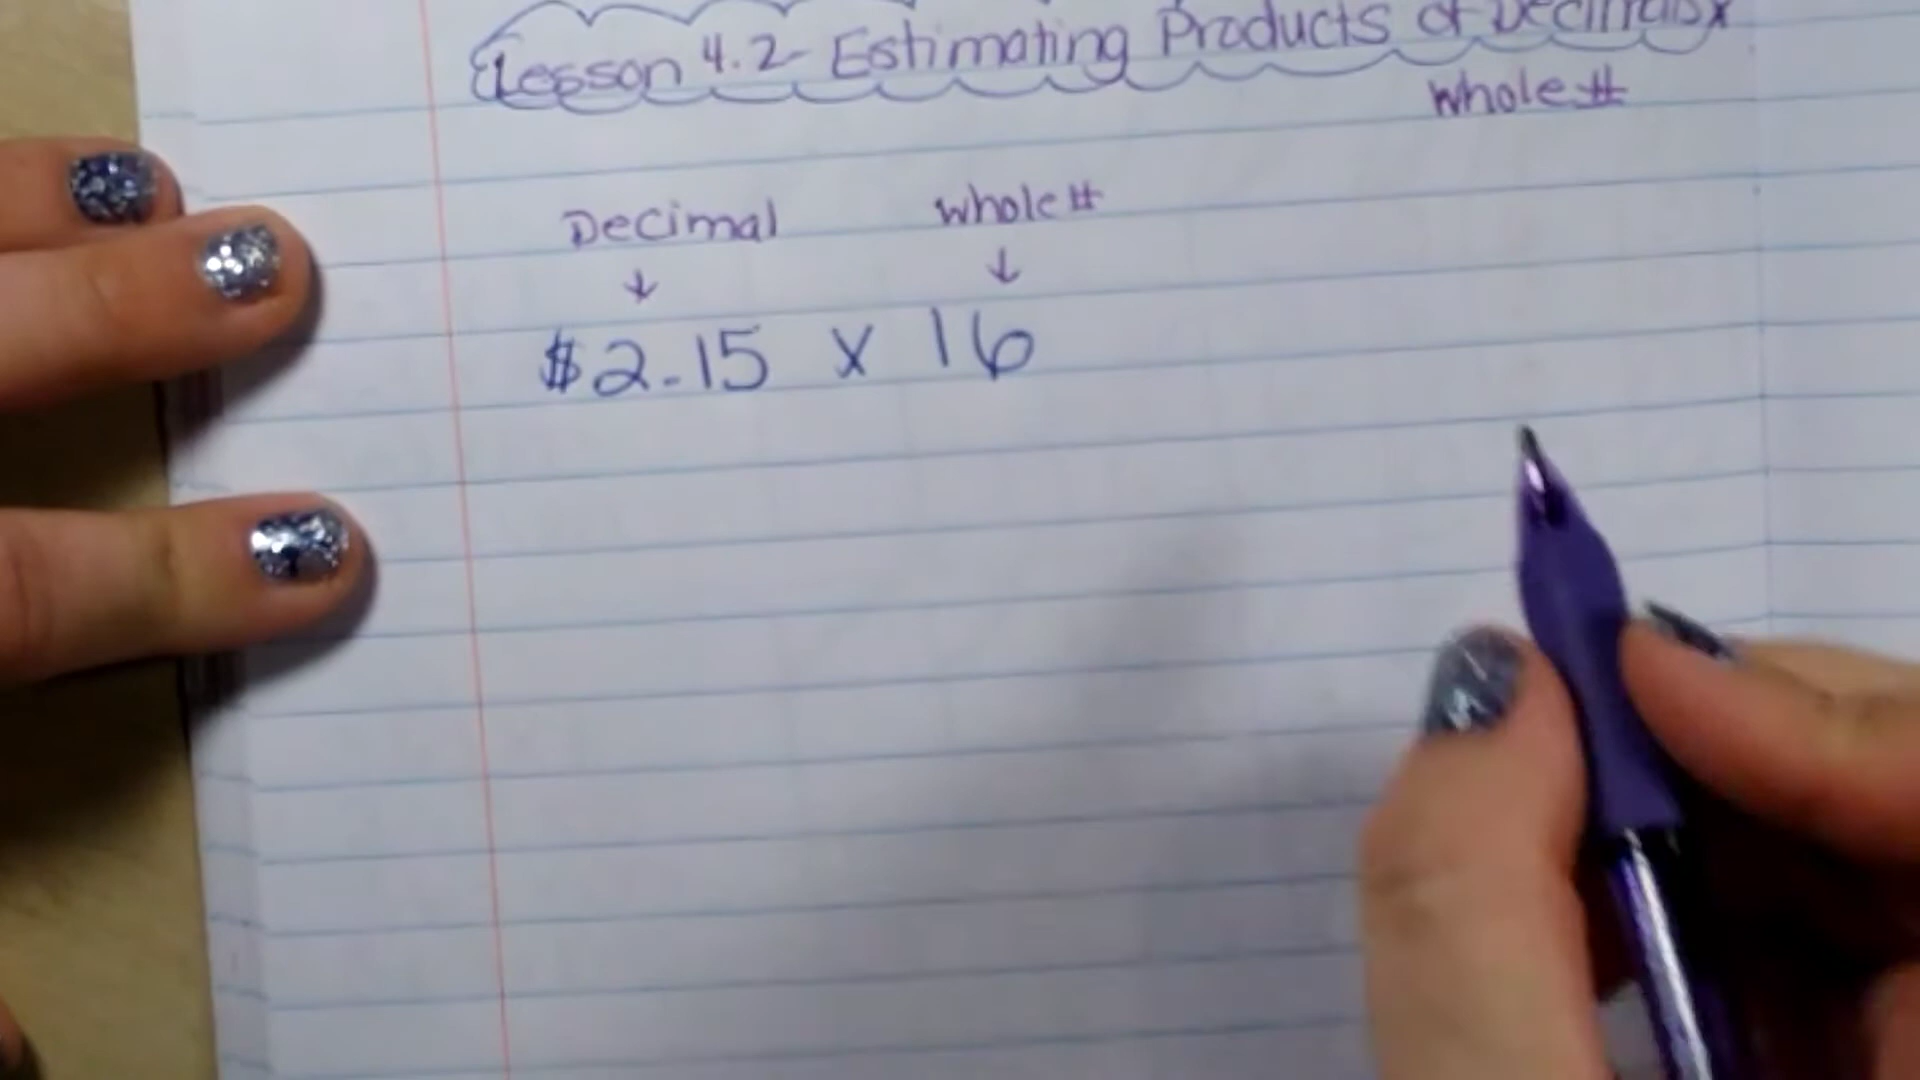 Lesson 4.2- Estimating Products of Decimals x
Whole #
Decimal whole #
↓ ↓
$2.15 x 16